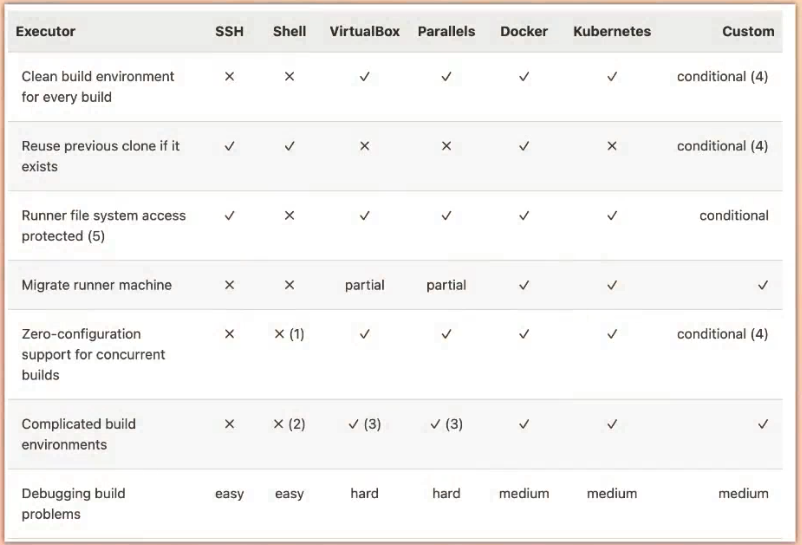 Executor SSH Shell VirtualBox Parallels Docker Kubernetes Custom
Clean build environment ✕ ✕ ✓ ✓ ✓ ✓ conditional (4)
for every build
Reuse previous clone if it ✓ ✓ ✕ ✕ ✓ ✕ conditional (4)
exists
Runner file system access ✓ ✕ ✓ ✓ ✓ ✓ conditional
protected (5)
Migrate runner machine ✕ ✕ partial partial ✓ ✓ ✓
Zero-configuration ✕ ✕ (1) ✓ ✓ ✓ ✓ conditional (4)
support for concurrent
builds
Complicated build ✕ ✕ (2) ✓ (3) ✓ (3) ✓ ✓ ✓
environments
Debugging build easy easy hard hard medium medium medium
problems